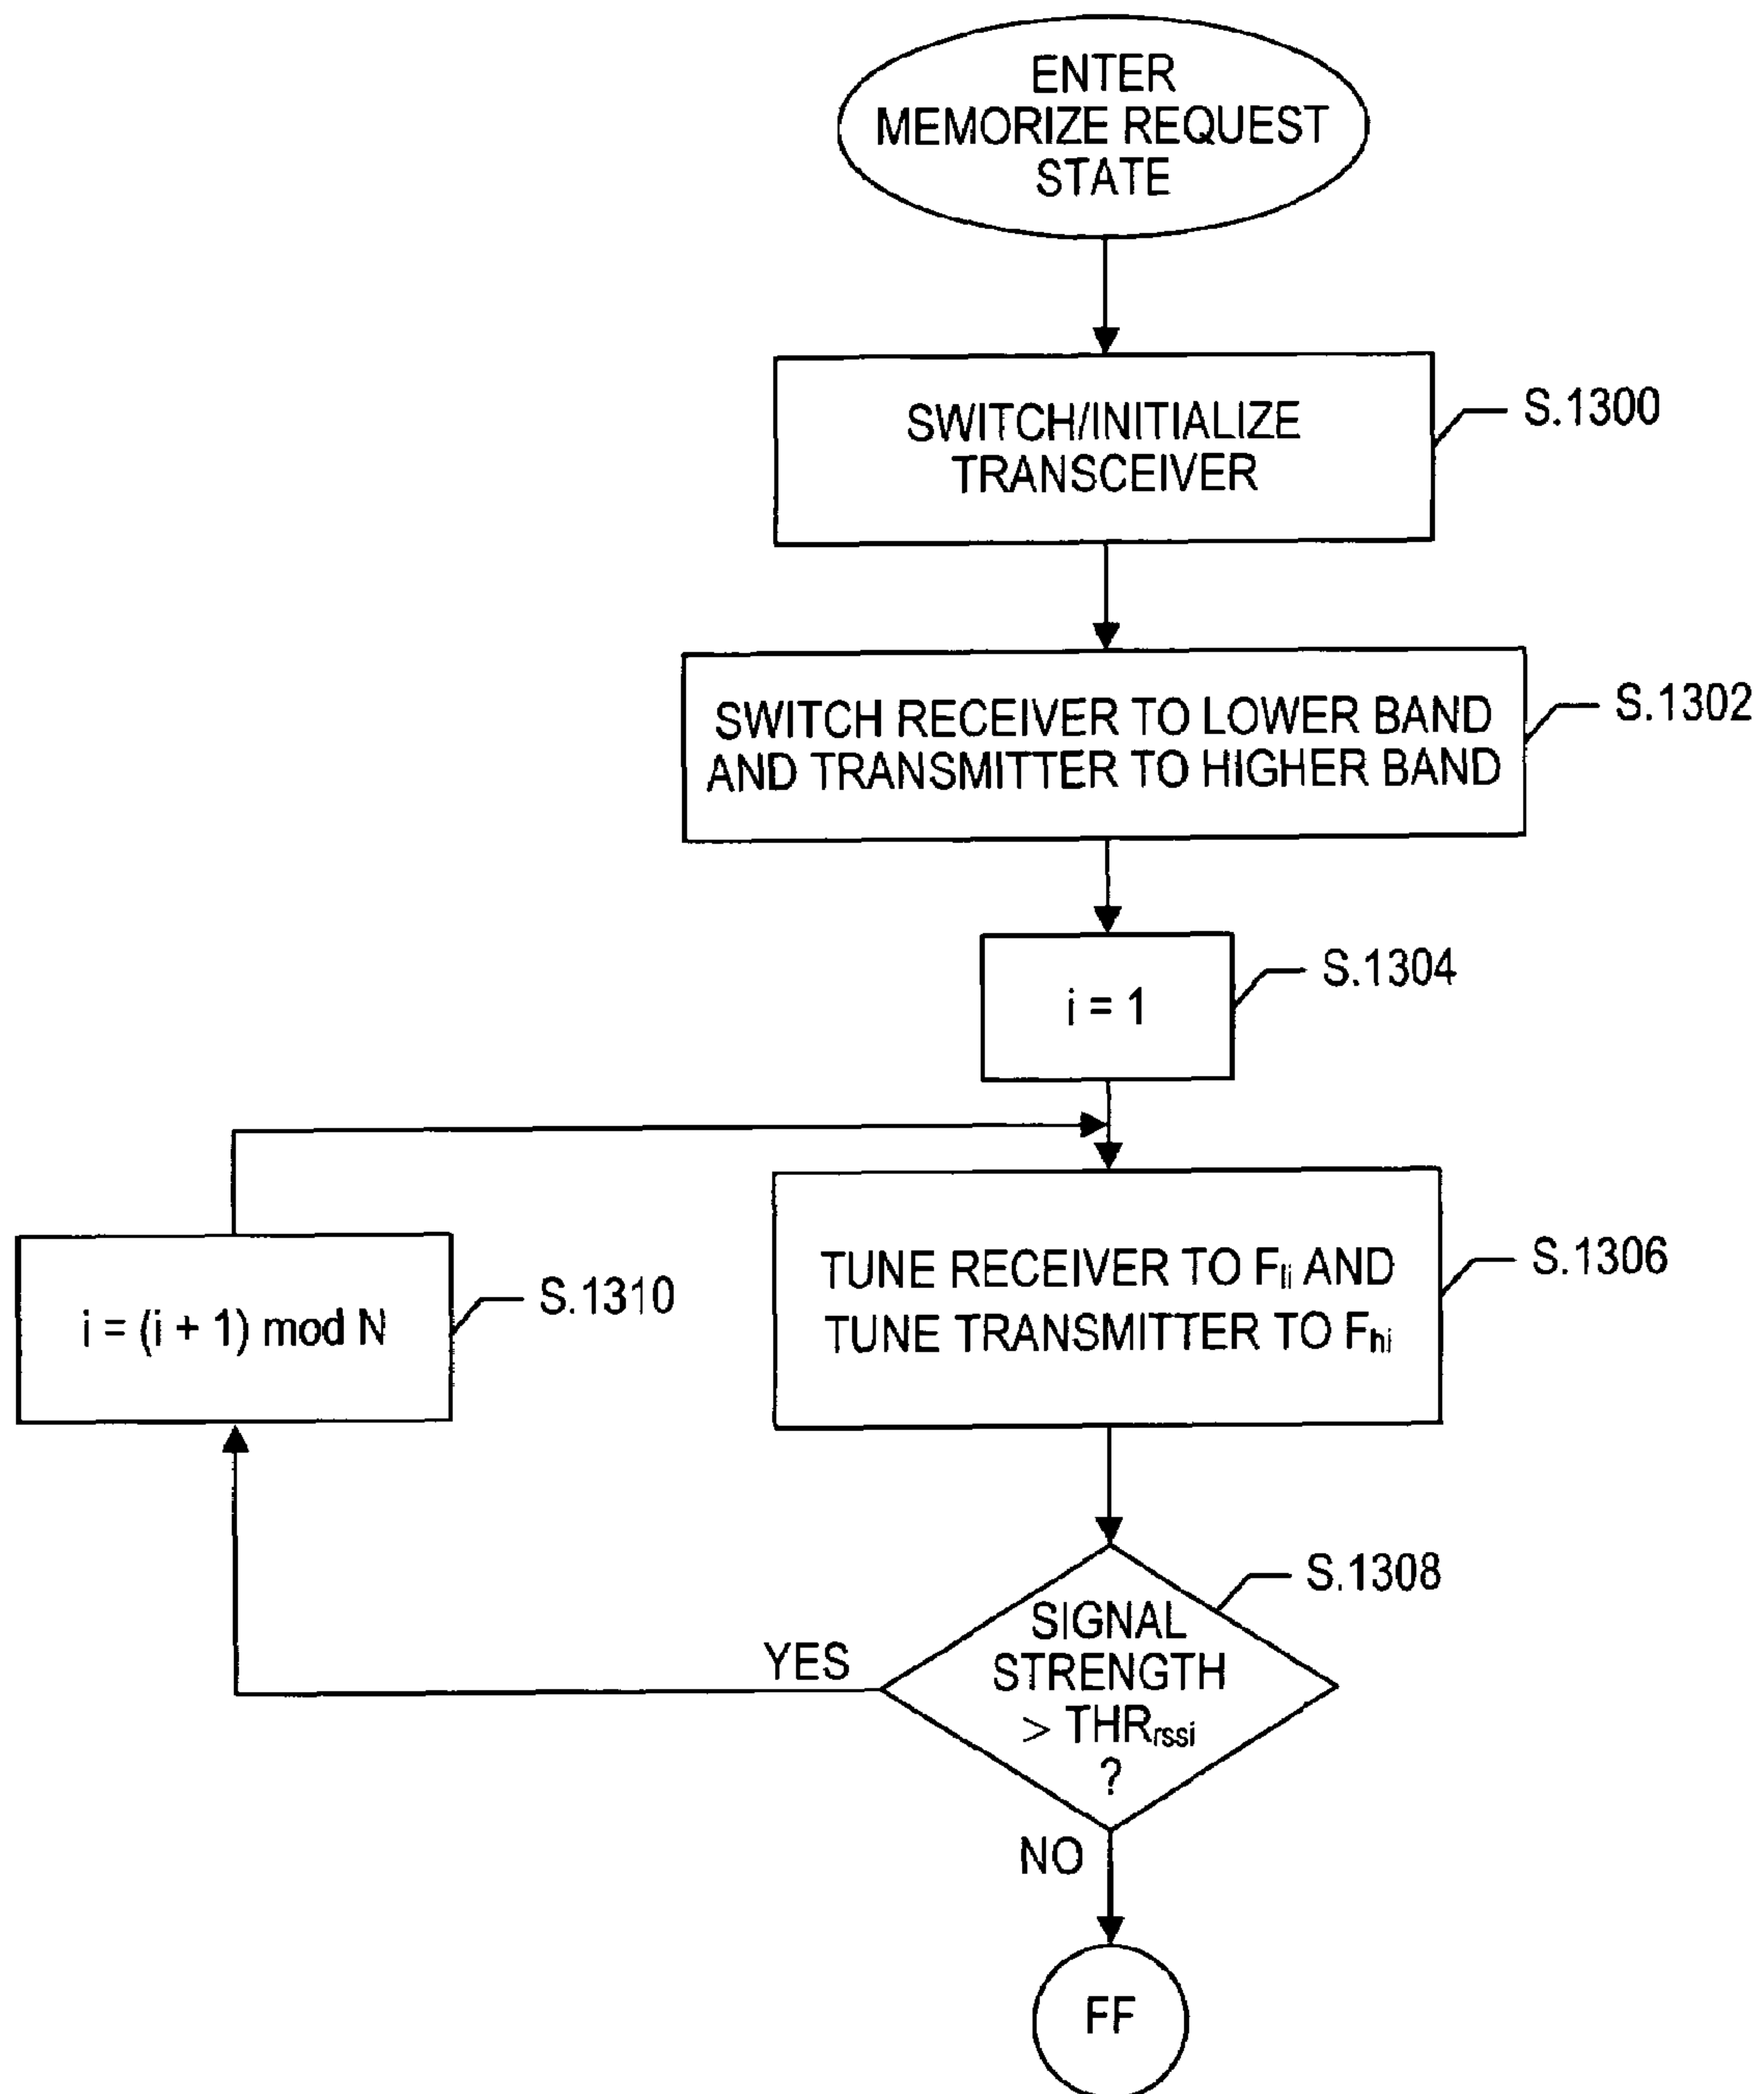 ENTER
MEMORIZE REQUEST
STATE
SWITCH/INITIALIZE
TRANSCEIVER
S.1300
SWITCH RECEIVER TO LOWER BAND
AND TRANSMITTER TO HIGHER BAND
S.1302
i = 1
S.1304
TUNE RECEIVER TO Fli AND
TUNE TRANSMITTER TO Fhi
S.1306
i = (i + 1) mod N
S.1310
SIGNAL
STRENGTH
> THRrssi
?
S.1308
YES
NO
FF